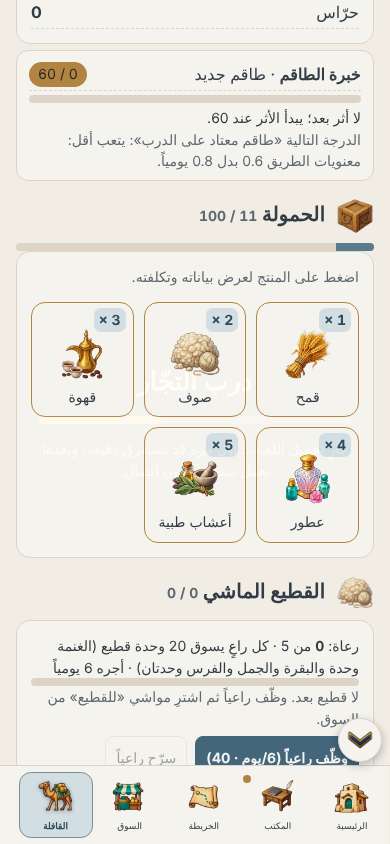 حرّاس 0
خبرة الطاقم · طاقم جديد 0 / 60
لا أثر بعد؛ يبدأ الأثر عند 60.
الدرجة التالية «طاقم معتاد على الدرب»: يتعب أقل:
معنويات الطريق 0.6 بدل 0.8 يومياً.
الحمولة 11 / 100
اضغط على المنتج لعرض بياناته وتكلفته.
× 1 × 2 × 3
قمح صوف قهوة
درب التجّار
× 4 × 5
عطور أعشاب طبية
القطيع الماشي 0 / 0
رعاة: 0 من 5 · كل راعٍ يسوق 20 وحدة قطيع (الغنمة
وحدة والبقرة والجمل والفرس وحدتان) · أجره 6 يومياً
لا قطيع بعد. وظّف راعياً ثم اشترِ مواشي «للقطيع» من
السوق.
وظّف راعياً (6/يوم · 40) سرّح راعياً
الرئيسية المكتب الخريطة السوق القافلة